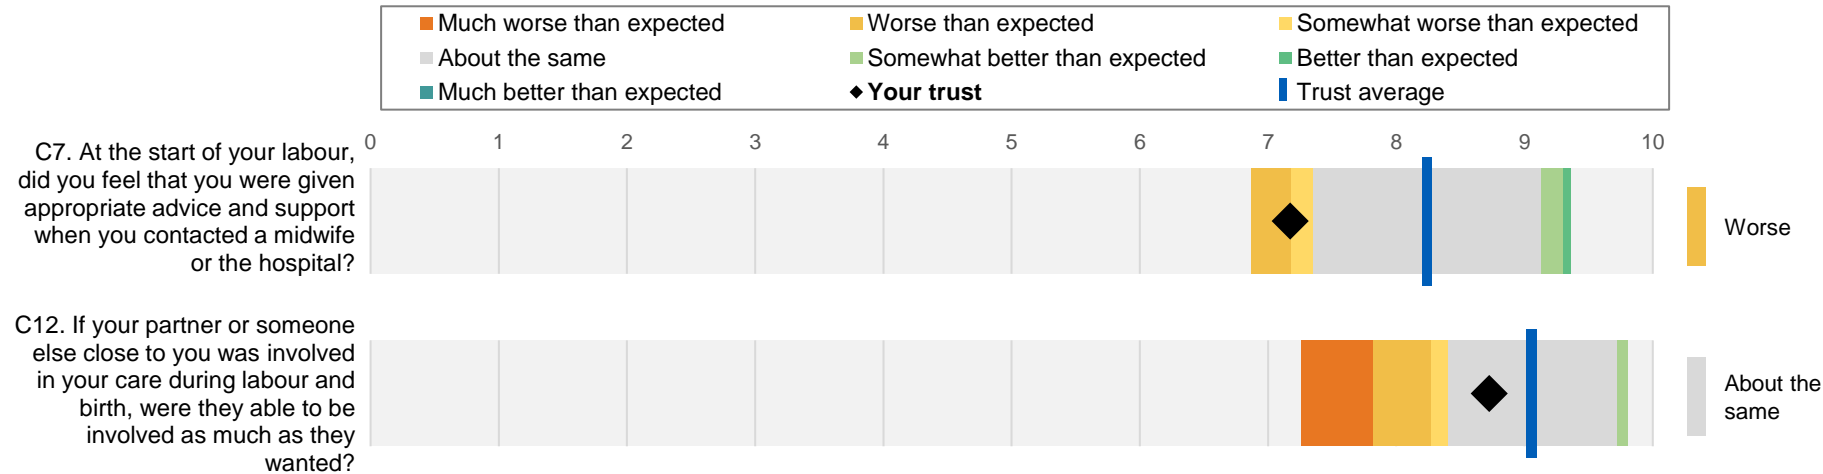 Much worse than expected
Worse than expected
Somewhat worse than expected
About the same
Somewhat better than expected
Better than expected
Much better than expected
Your trust
Trust average
0 1 2 3 4 5 6 7 8 9 10
C7. At the start of your labour,
did you feel that you were given
appropriate advice and support
when you contacted a midwife
or the hospital?
Worse
C12. If your partner or someone
else close to you was involved
in your care during labour and
birth, were they able to be
involved as much as they
wanted?
About the
same